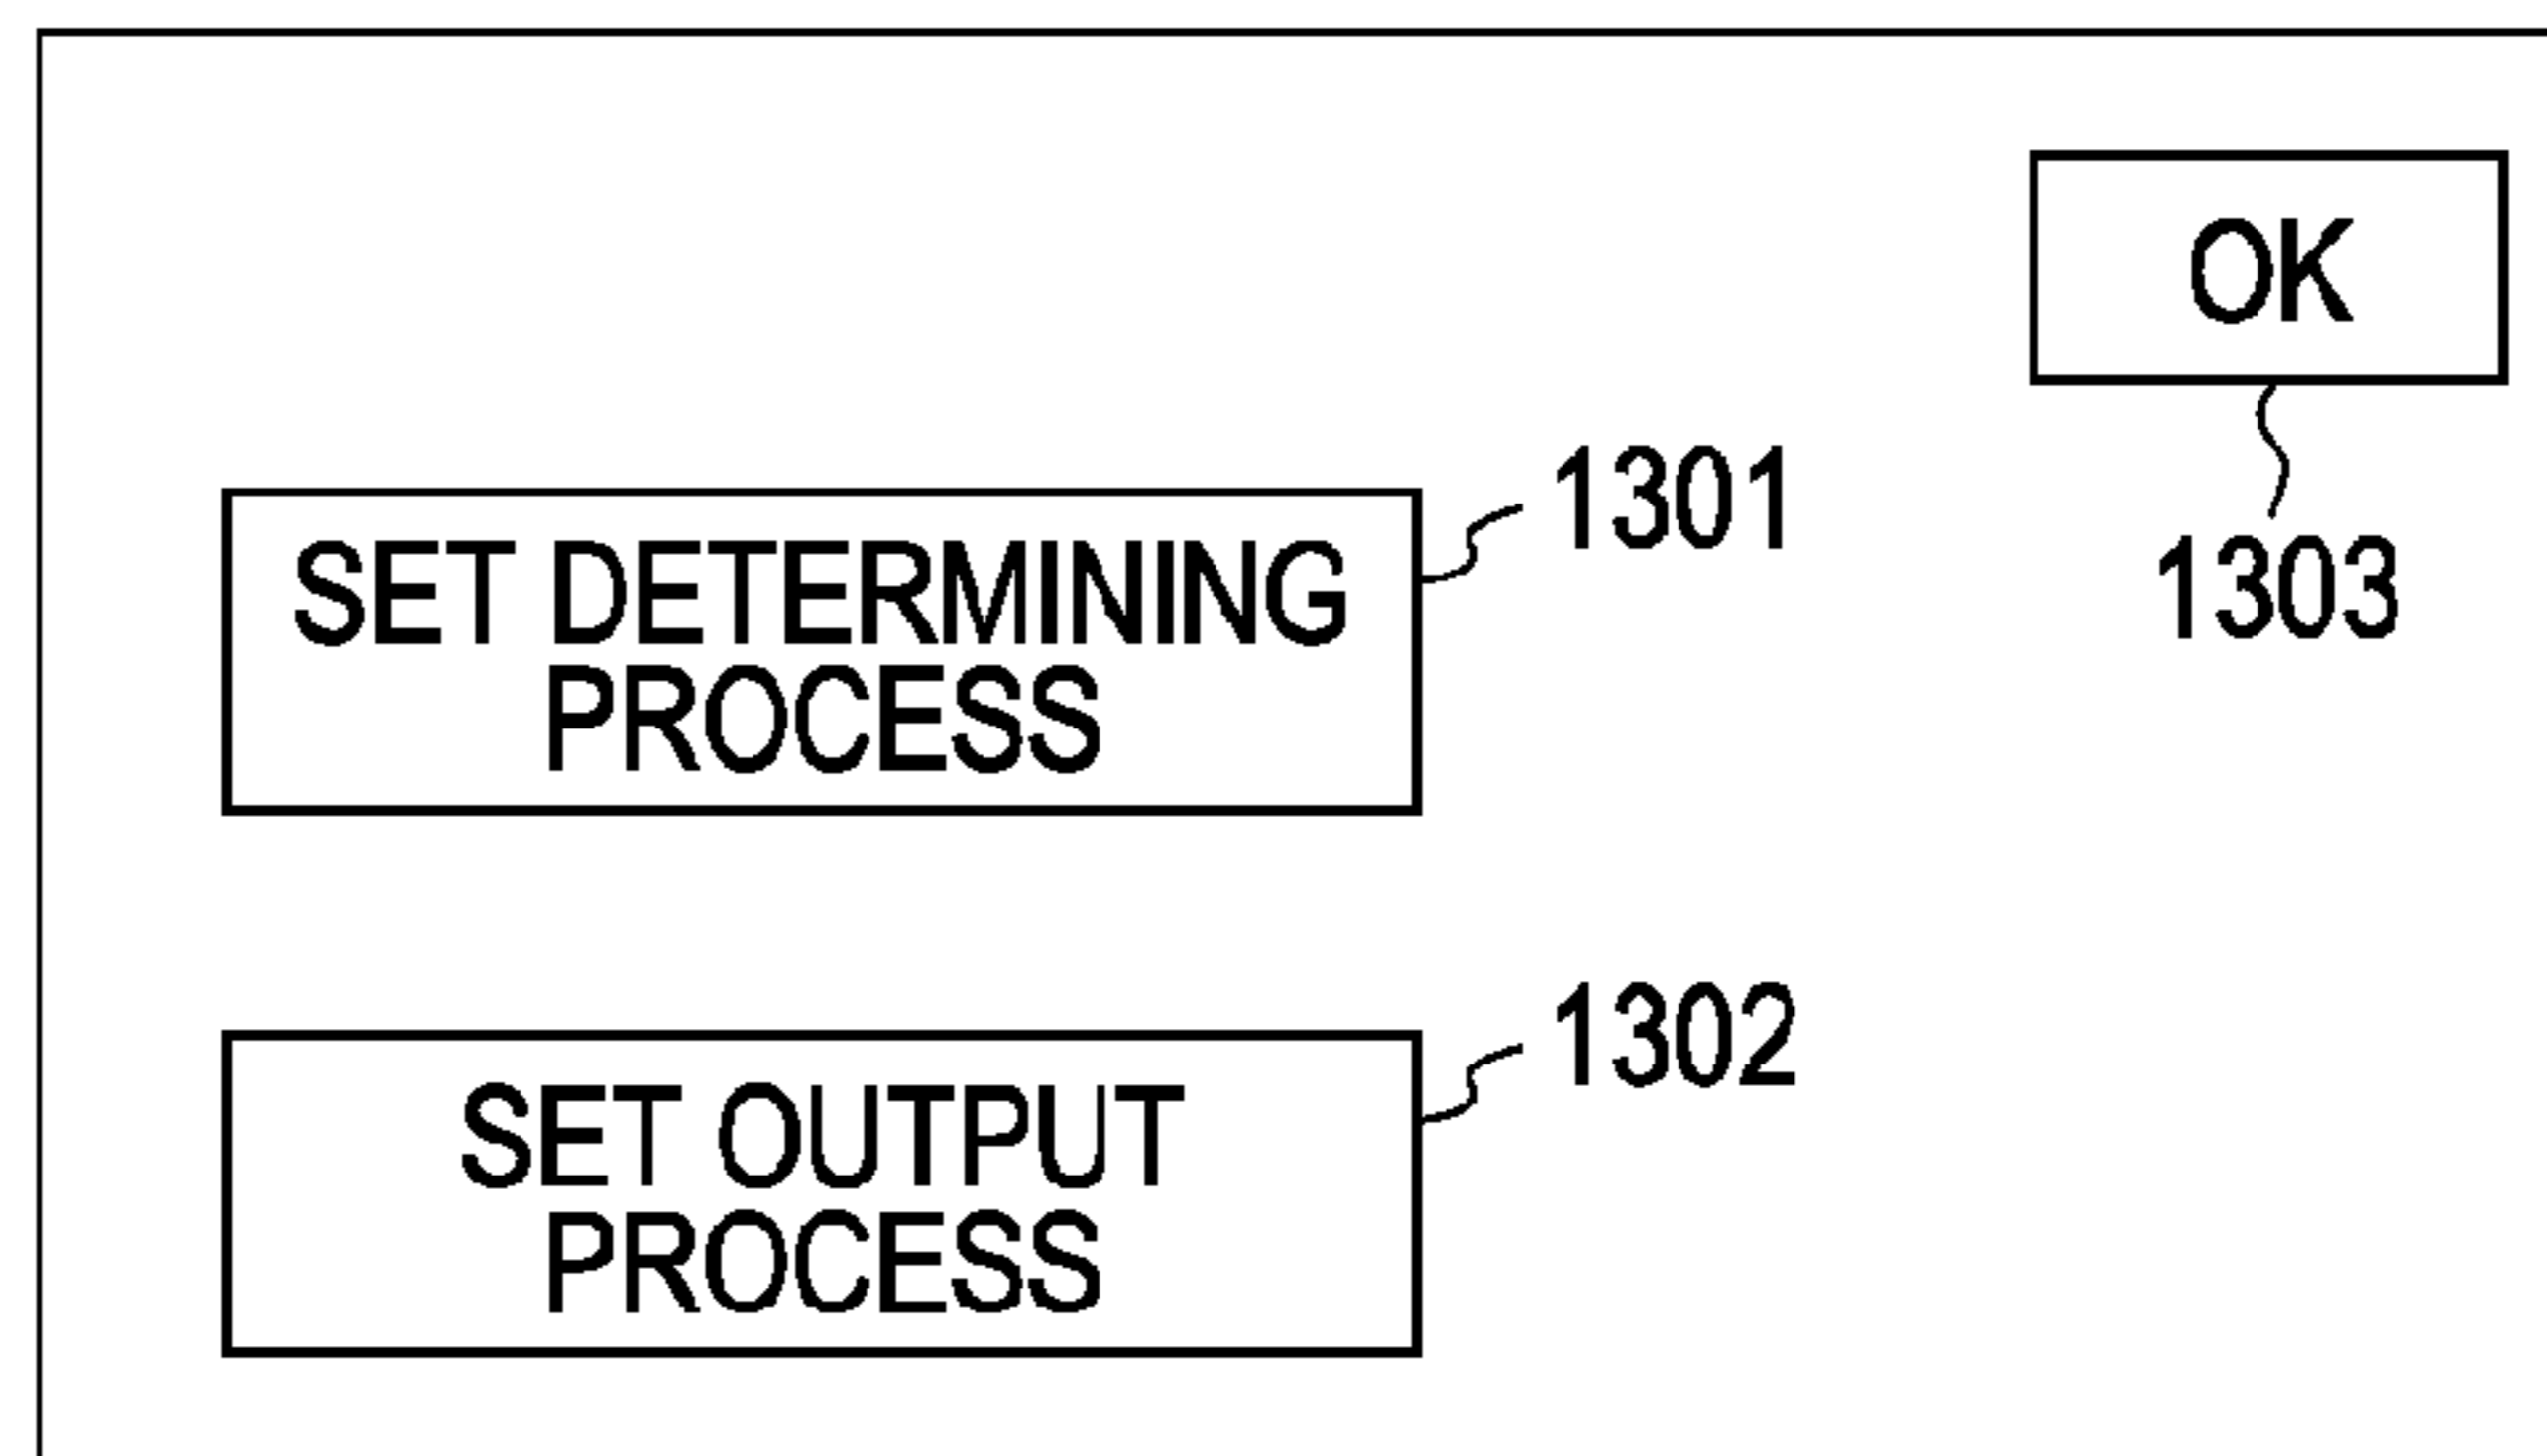 OK
1303
SET DETERMINING
PROCESS
1301
SET OUTPUT
PROCESS
1302